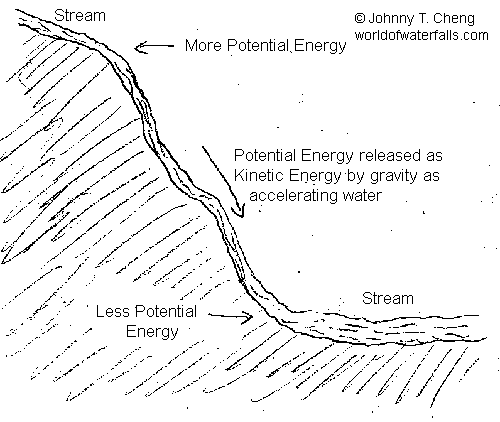 Stream
© Johnny T. Cheng
worldofwaterfalls.com
More Potential Energy
Potential Energy released as
Kinetic Energy by gravity as
accelerating water
Less Potential
Energy
Stream